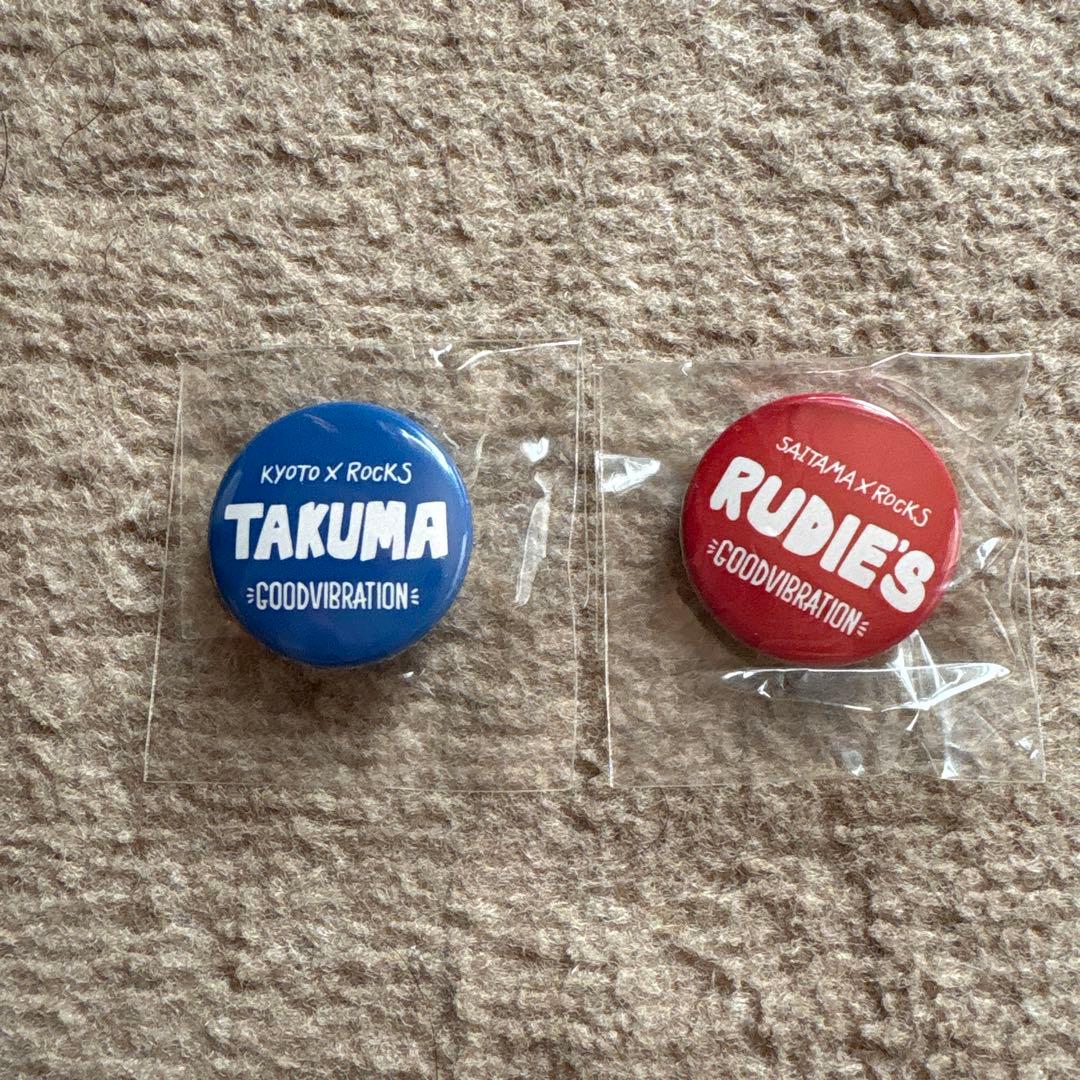 KYOTO X ROCKS
TAKUMA
GOODVIBRATION
SAITAMA X ROCKS
RUDIE'S
GOODVIBRATION